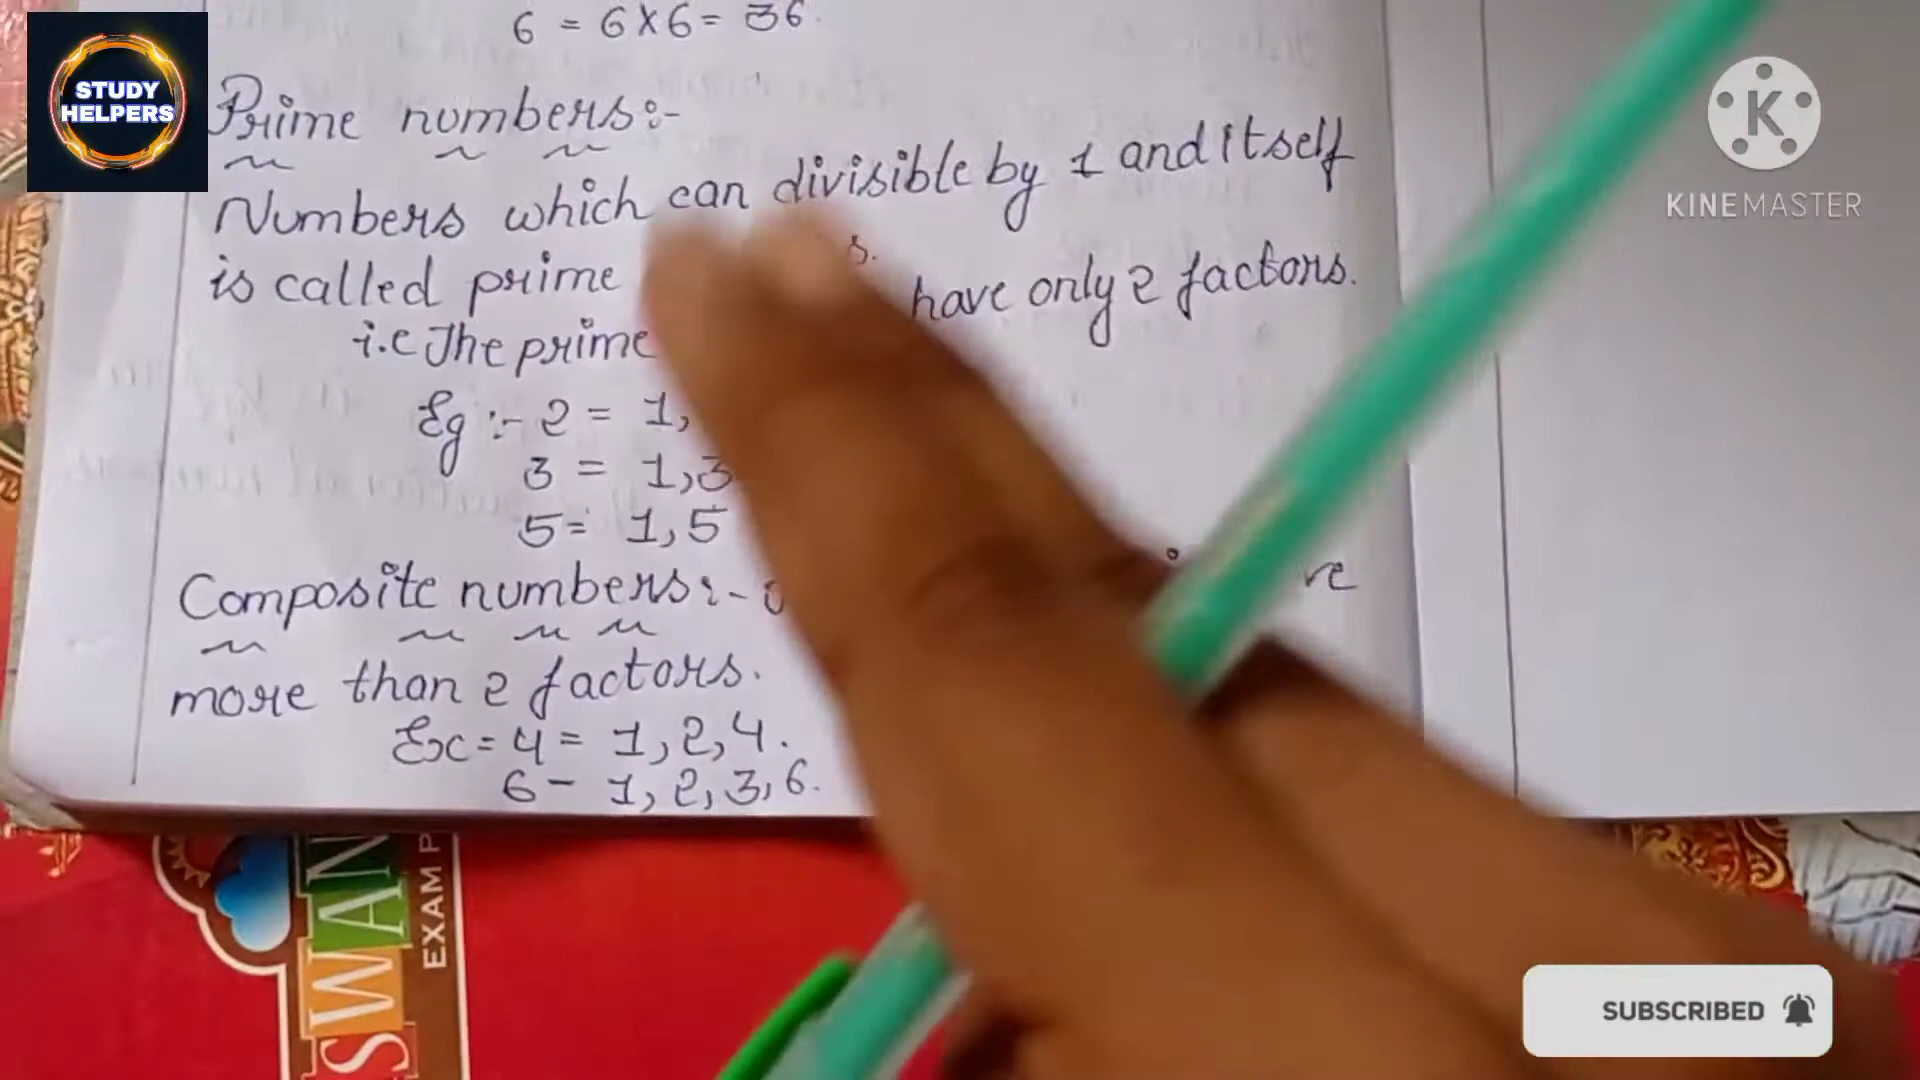 6 = 6X6= 36.
STUDY
HELPERS
Prime numbers:-
Numbers which can divisible by 1 and itself
is called prime s.
i.e The prime have only 2 factors.
Eg :- 2 = 1,
3 = 1,3
5= 1,5
Composite numbers:- ve
more than 2 factors.
Ex= 4 = 1,2,4.
6- 1,2,3,6.
K
KINEMASTER
SWAN
EXAM P
SUBSCRIBED